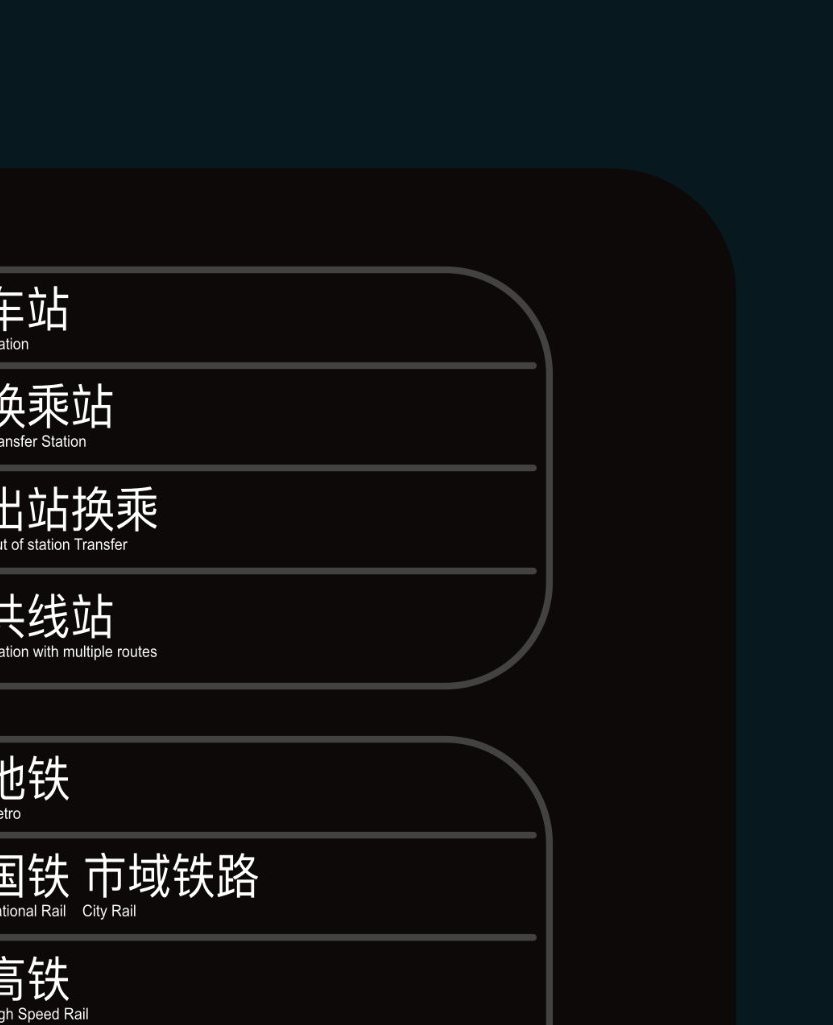 车站
ation
换乘站
ansfer Station
出站换乘
ut of station Transfer
共线站
ation with multiple routes
地铁
etro
国铁 市域铁路
ational Rail City Rail
高铁
gh Speed Rail